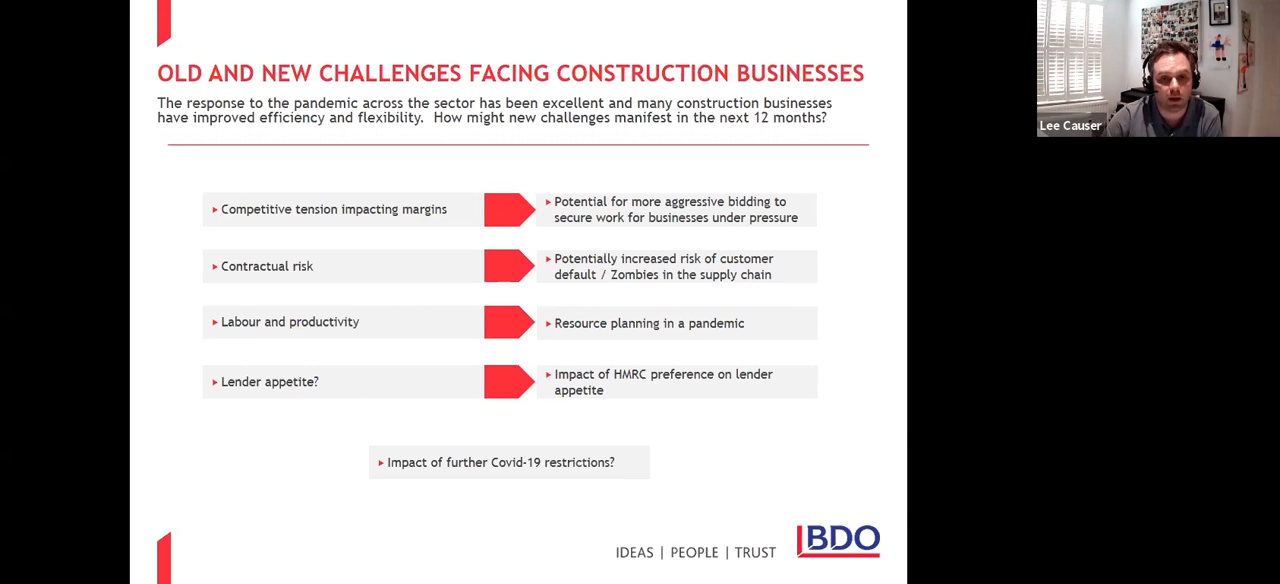 OLD AND NEW CHALLENGES FACING CONSTRUCTION BUSINESSES
The response to the pandemic across the sector has been excellent and many construction businesses
have improved efficiency and flexibility.  How might new challenges manifest in the next 12 months?
Competitive tension impacting margins
Potential for more aggressive bidding to
secure work for businesses under pressure
Contractual risk
Potentially increased risk of customer
default / Zombies in the supply chain
Labour and productivity
Resource planning in a pandemic
Lender appetite?
Impact of HMRC preference on lender
appetite
Impact of further Covid-19 restrictions?
IDEAS | PEOPLE | TRUST
BDO
Lee Causer